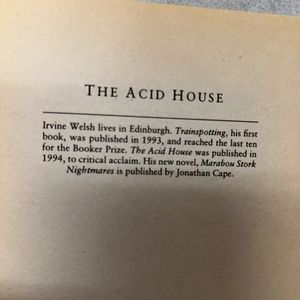 THE ACID HOUSE
Irvine Welsh lives in Edinburgh. Trainspotting, his first
book, was published in 1993, and reached the last ten
for the Booker Prize. The Acid House was published in
1994, to critical acclaim. His new novel, Marabou Stork
Nightmares is published by Jonathan Cape.